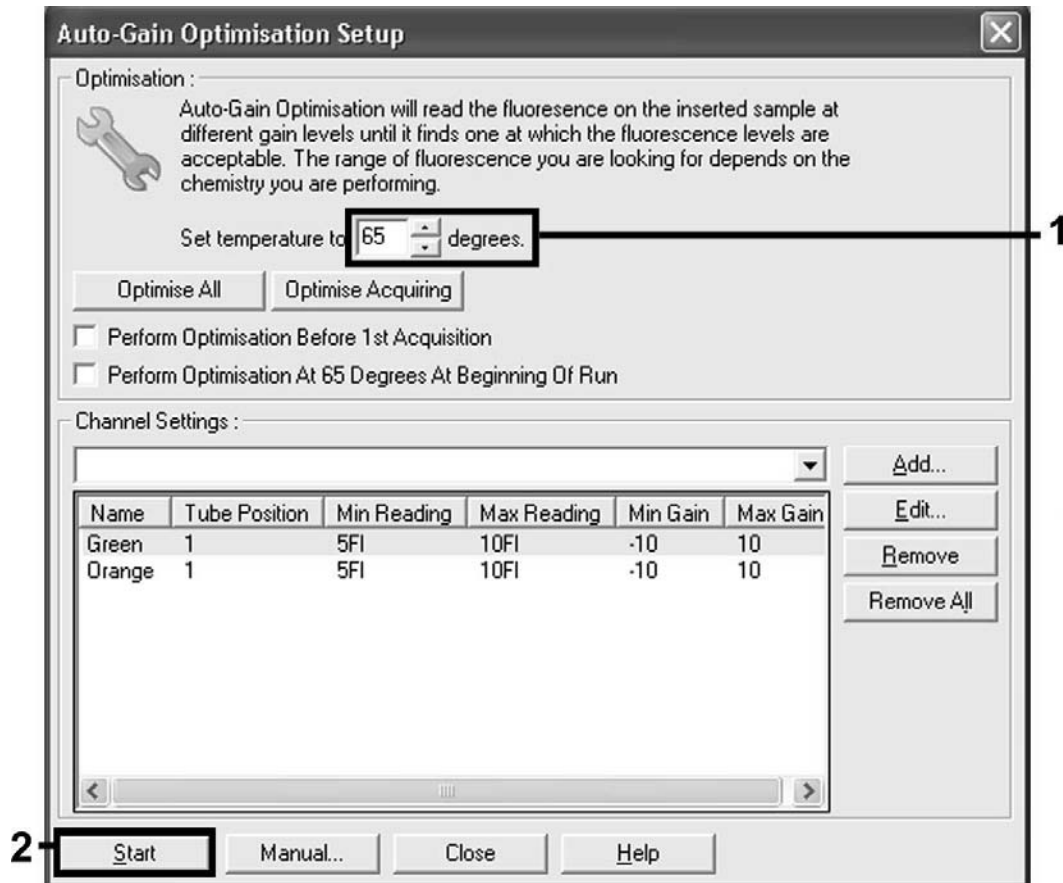 Auto-Gain Optimisation Setup
Optimisation :
Auto-Gain Optimisation will read the fluoresence on the inserted sample at
different gain levels until it finds one at which the fluorescence levels are
acceptable. The range of fluorescence you are looking for depends on the
chemistry you are performing.
Set temperature to 65 degrees.
1
Optimise All Optimise Acquiring
Perform Optimisation Before 1st Acquisition
Perform Optimisation At 65 Degrees At Beginning Of Run
Channel Settings :
Add...
Name Tube Position Min Reading Max Reading Min Gain Max Gain
Edit...
Green 1 5Fl 10Fl -10 10
Orange 1 5Fl 10Fl -10 10
Remove
Remove All
2
Start Manual... Close Help